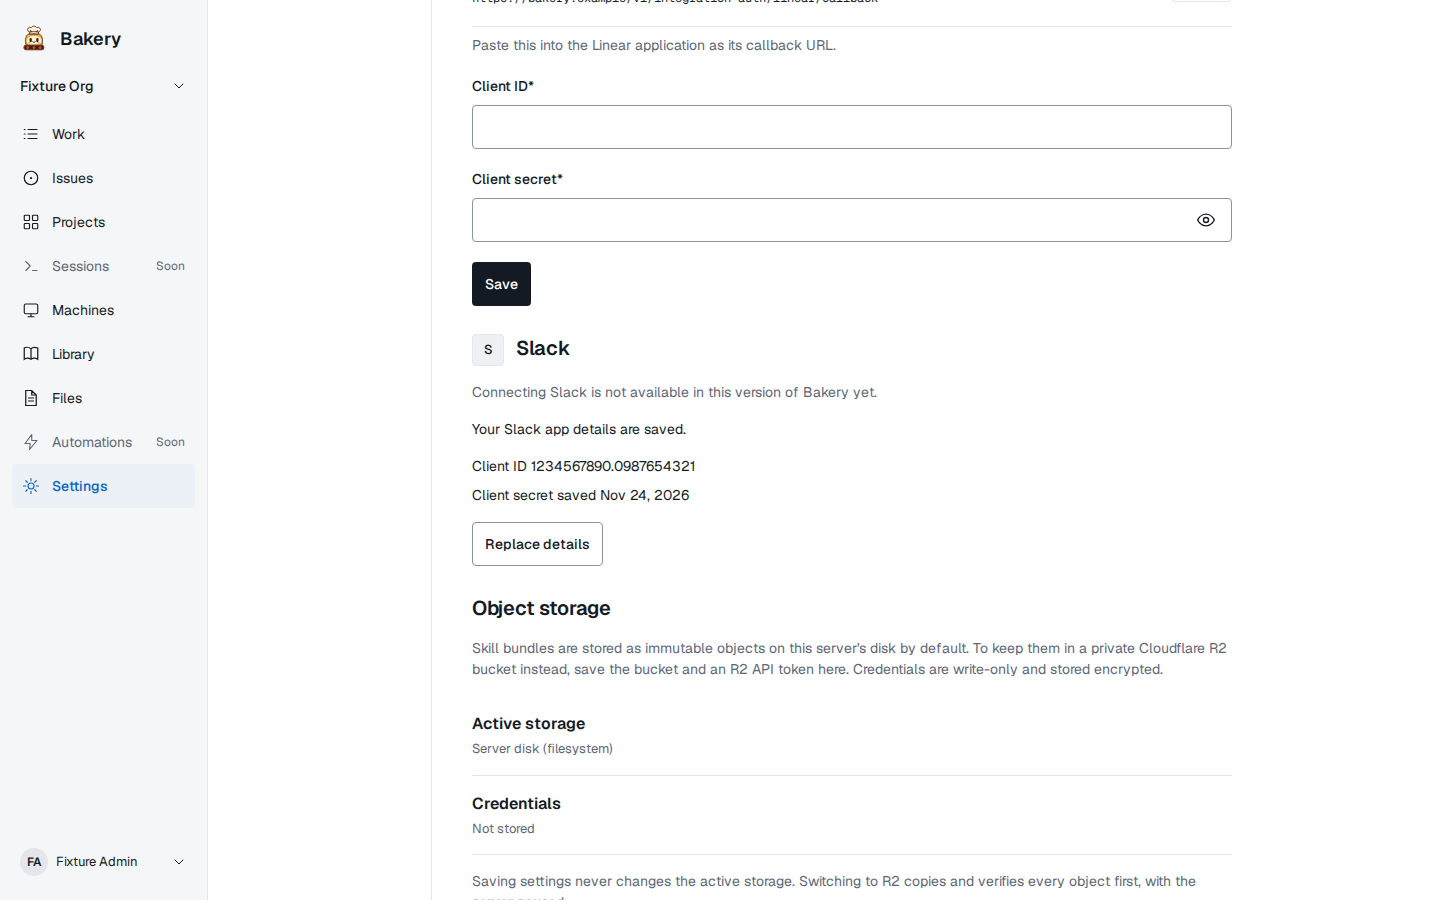 Bakery
Fixture Org
Work
Issues
Projects
Sessions Soon
Machines
Library
Files
Automations Soon
Settings
FA Fixture Admin
Paste this into the Linear application as its callback URL.
Client ID*
Client secret*
Save
S Slack
Connecting Slack is not available in this version of Bakery yet.
Your Slack app details are saved.
Client ID 1234567890.0987654321
Client secret saved Nov 24, 2026
Replace details
Object storage
Skill bundles are stored as immutable objects on this server's disk by default. To keep them in a private Cloudflare R2
bucket instead, save the bucket and an R2 API token here. Credentials are write-only and stored encrypted.
Active storage
Server disk (filesystem)
Credentials
Not stored
Saving settings never changes the active storage. Switching to R2 copies and verifies every object first, with the